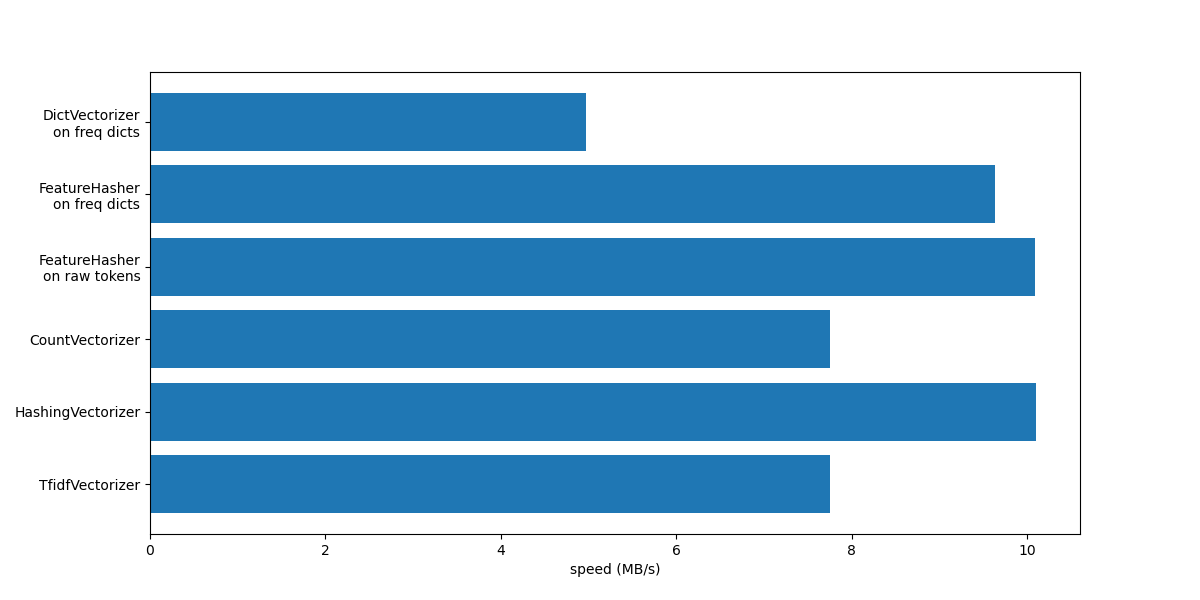 DictVectorizer
on freq dicts
FeatureHasher
on freq dicts
FeatureHasher
on raw tokens
CountVectorizer
HashingVectorizer
TfidfVectorizer
0 2 4 6 8 10
speed (MB/s)